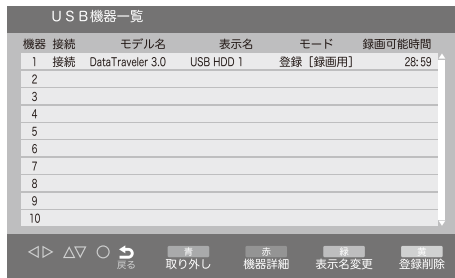 USB機器一覧
機器 接続 モデル名 表示名 モード 録画可能時間
1 接続 DataTraveler 3.0 USB HDD 1 登録 [録画用] 28:59
2
3
4
5
6
7
8
9
10
青 赤 緑 黄
戻る 取り外し 機器詳細 表示名変更 登録削除